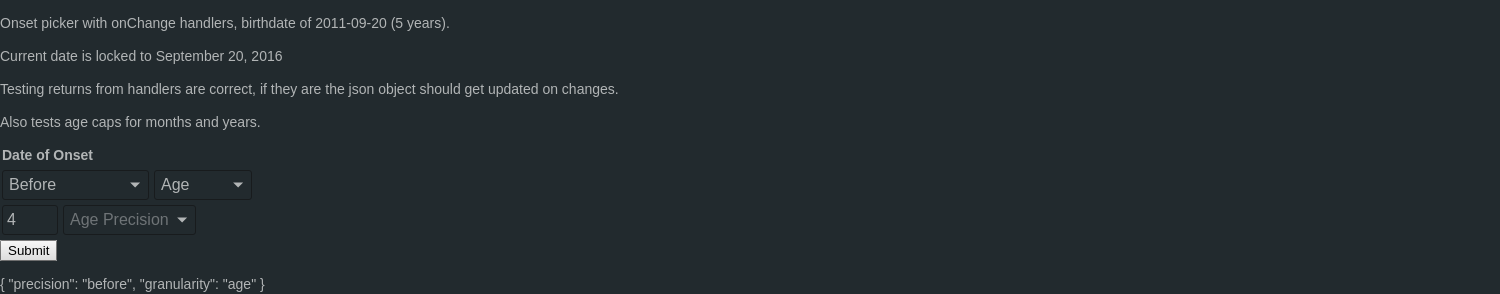 Onset picker with onChange handlers, birthdate of 2011-09-20 (5 years).
Current date is locked to September 20, 2016
Testing returns from handlers are correct, if they are the json object should get updated on changes.
Also tests age caps for months and years.
Date of Onset
Before Age
4 Age Precision
Submit
{ "precision": "before", "granularity": "age" }